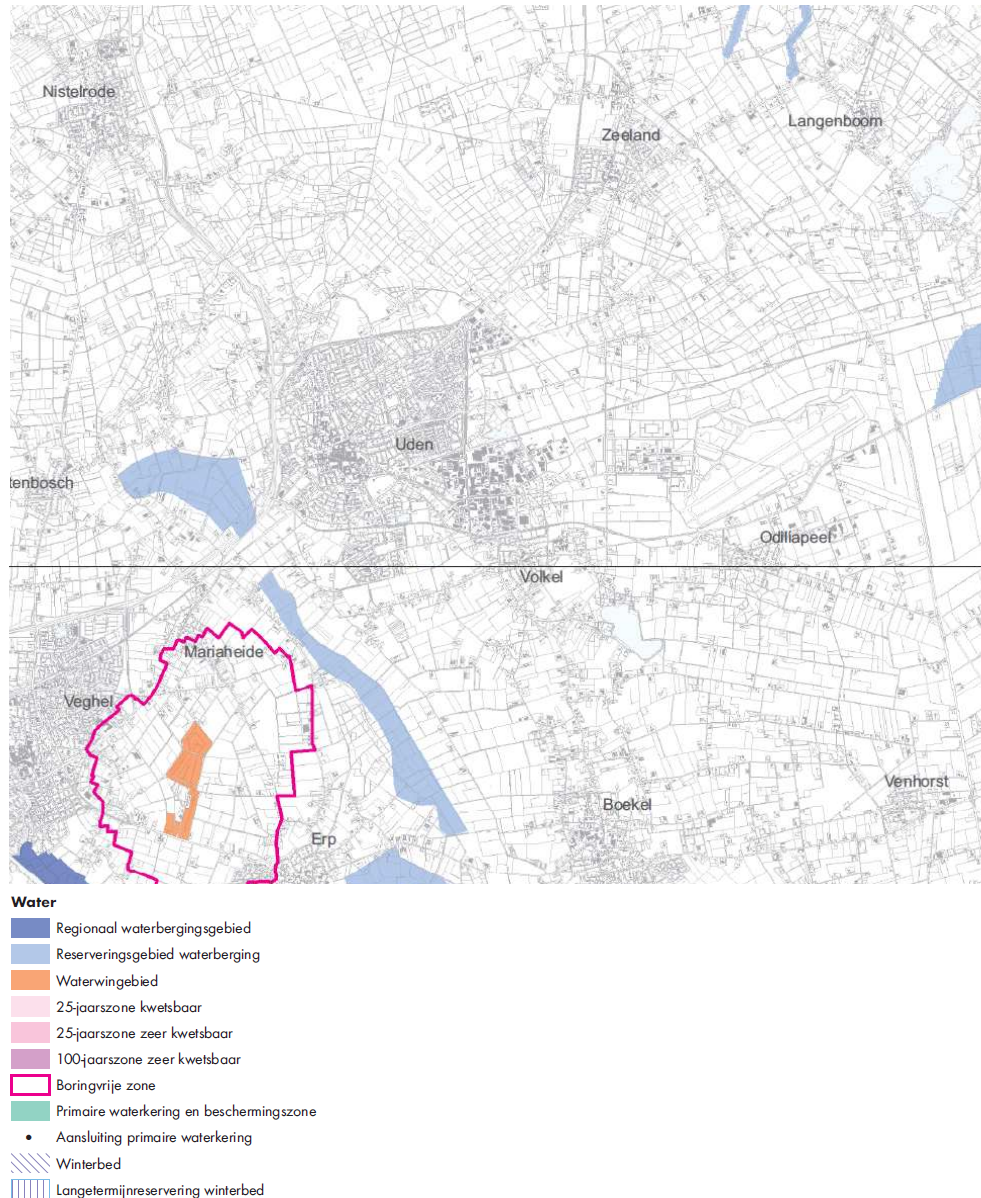 Nistelrode
Zeeland
Langenboom
Uden
tenbosch
Odiliapeel
Volkel
Mariaheide
Veghel
Venhorst
Boekel
Erp
Water
Regionaal waterbergingsgebied
Reserveringsgebied waterberging
Waterwingebied
25-jaarszone kwetsbaar
25-jaarszone zeer kwetsbaar
100-jaarszone zeer kwetsbaar
Boringvrije zone
Primaire waterkering en beschermingszone
Aansluiting primaire waterkering
Winterbed
Langetermijnreservering winterbed